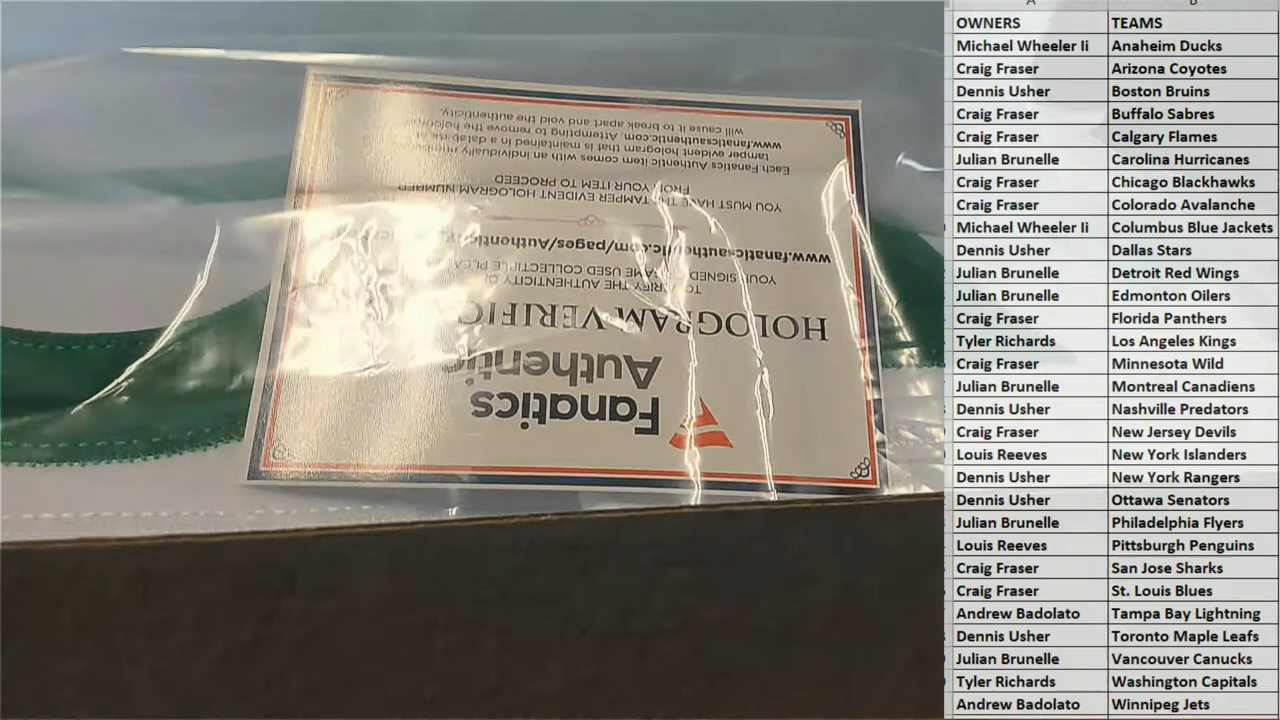 Fanatics
Authentic
HOLOGRAM
TO VERIFY THE AUTHENTICITY OF
YOUR SIGNED
USED COLLECTIBLE
YOU MUST HAVE THE TAMPER EVIDENT HOLOGRAM NUMBER
FROM YOUR ITEM TO PROCEED
Each Fanatics Authentic item comes with an individually
tamper evident hologram that is maintained in a database at
www.fanaticsauthentic.com. Attempting to remove the
will cause it to break apart and void the authenticity.
OWNERS TEAMS
Michael Wheeler Ii Anaheim Ducks
Craig Fraser Arizona Coyotes
Dennis Usher Boston Bruins
Craig Fraser Buffalo Sabres
Craig Fraser Calgary Flames
Julian Brunelle Carolina Hurricanes
Craig Fraser Chicago Blackhawks
Craig Fraser Colorado Avalanche
Michael Wheeler Ii Columbus Blue Jackets
Dennis Usher Dallas Stars
Julian Brunelle Detroit Red Wings
Julian Brunelle Edmonton Oilers
Craig Fraser Florida Panthers
Tyler Richards Los Angeles Kings
Craig Fraser Minnesota Wild
Julian Brunelle Montreal Canadiens
Dennis Usher Nashville Predators
Craig Fraser New Jersey Devils
Louis Reeves New York Islanders
Dennis Usher New York Rangers
Dennis Usher Ottawa Senators
Julian Brunelle Philadelphia Flyers
Louis Reeves Pittsburgh Penguins
Craig Fraser San Jose Sharks
Craig Fraser St. Louis Blues
Andrew Badolato Tampa Bay Lightning
Dennis Usher Toronto Maple Leafs
Julian Brunelle Vancouver Canucks
Tyler Richards Washington Capitals
Andrew Badolato Winnipeg Jets